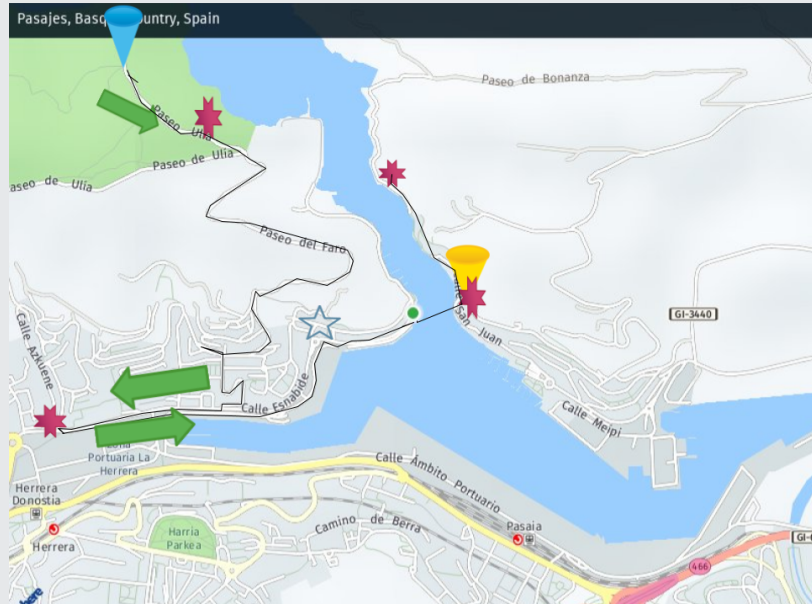 Pasajes, Basq ountry, Spain
Paseo de Bonanza
Paseo Ulia
Paseo de Ulia
aseo de Ulia
Paseo del Faro
GI-3440
San Juan
Calle Azkuene
Calle Esnabide
Calle Meipi
Portuaria La
Herrera
Calle Ámbito Portuario
Herrera
Donostia
Harria
Parkea
Camino de Berra
Pasaia
Herrera
466